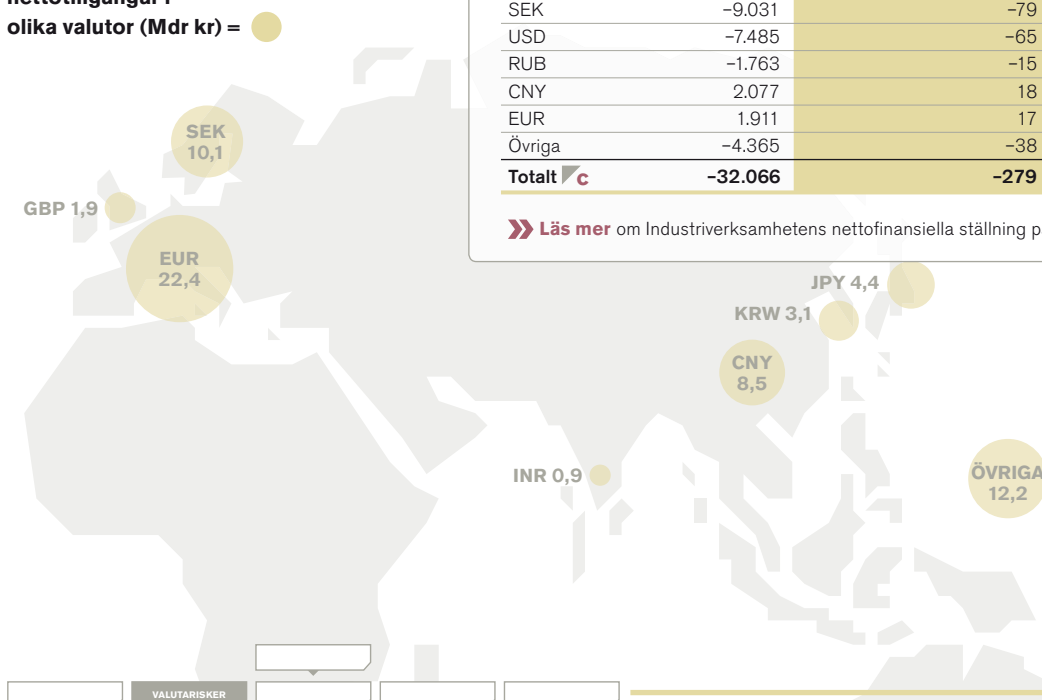 olika valutor (Mdr kr) =
SEK −9.031 −79
USD −7.485 −65
RUB −1.763 −15
CNY 2.077 18
EUR 1.911 17
Övriga −4.365 −38
Totalt C −32.066 −279
Läs mer om Industriverksamhetens nettofinansiella ställning p
SEK
10,1
GBP 1,9
EUR
22,4
JPY 4,4
KRW 3,1
CNY
8,5
INR 0,9
ÖVRIGA
12,2
VALUTARISKER